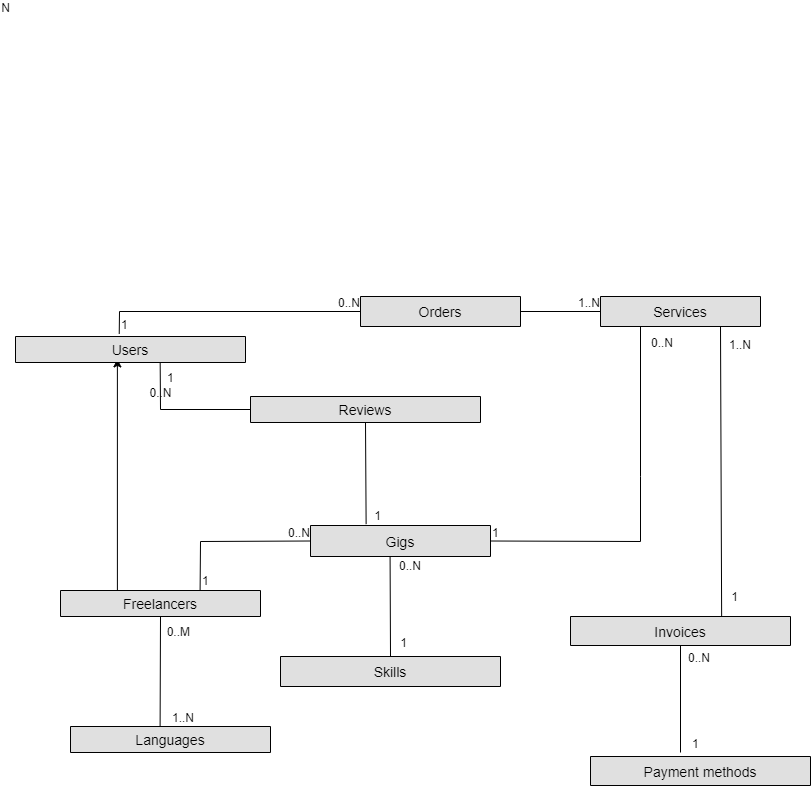 N
0..N
Orders
1..N
Services
1
0..N
1..N
Users
1
0..N
Reviews
1
0..N
Gigs
1
0..N
1
Freelancers
1
0..M
Invoices
1
0..N
Skills
1..N
Languages
1
Payment methods